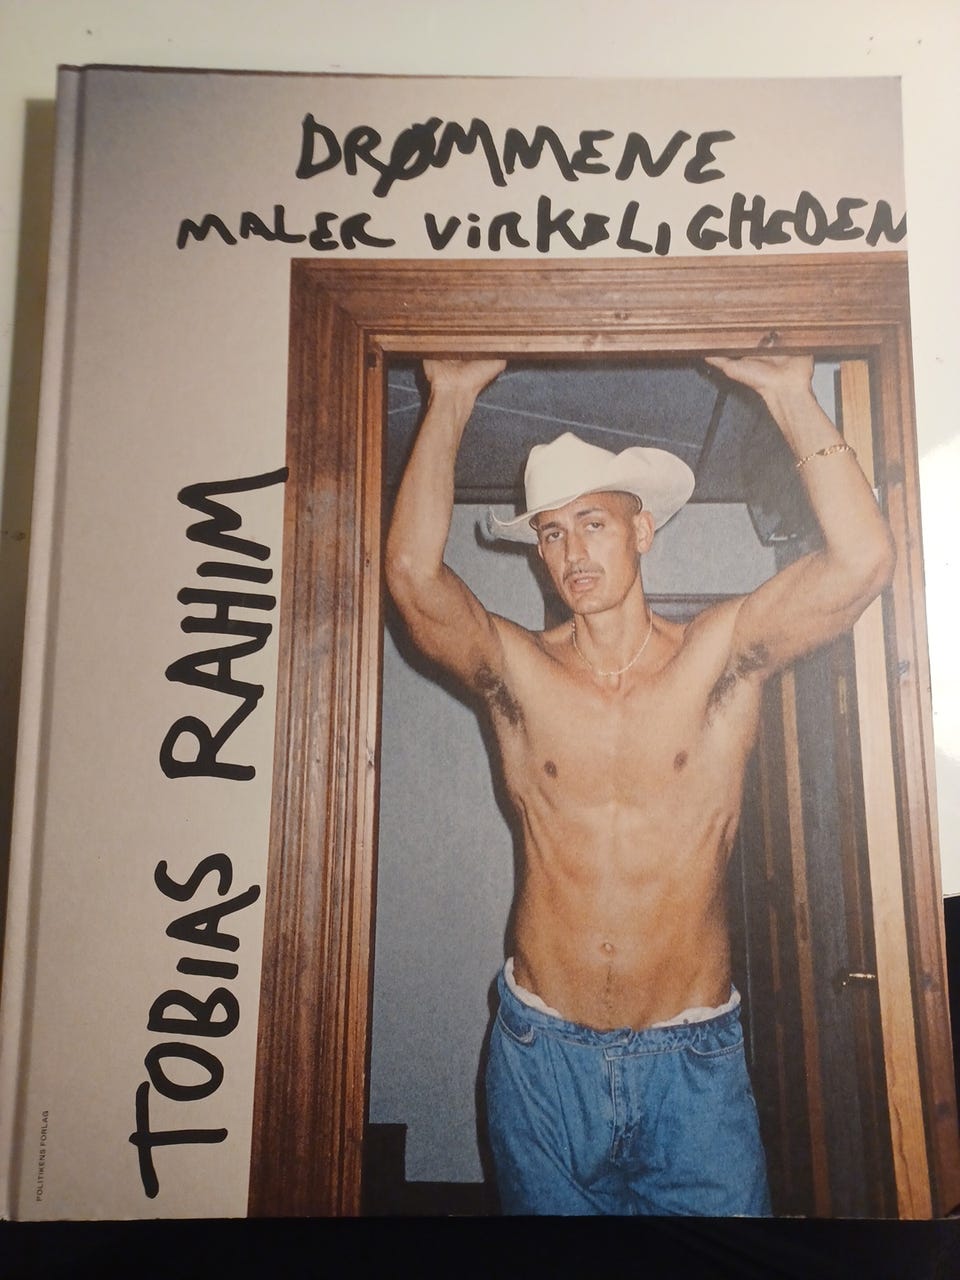 DRØMMENE
MALER VIRKELIGHEDEN
TOBIAS RAHIM
POLITIKENS FORLAG